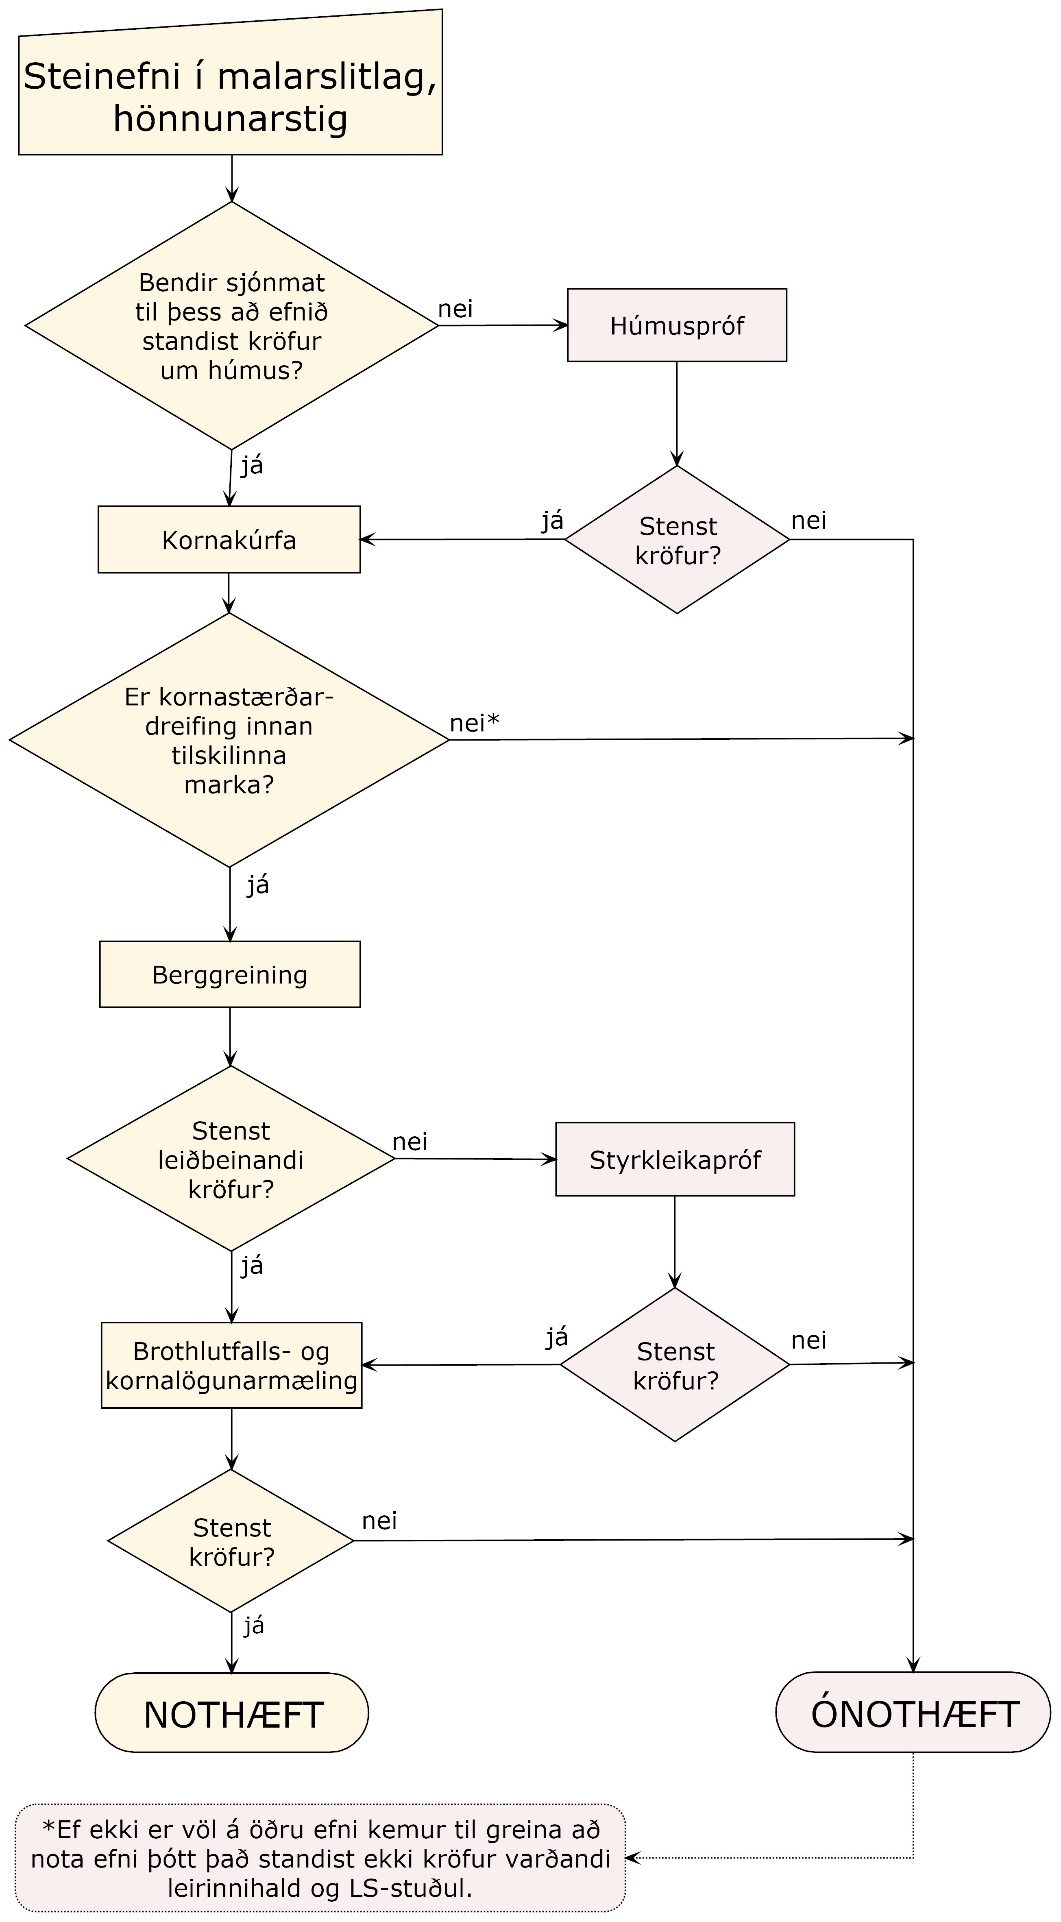 Steinefni í malarslitlag,
hönnunarstig
Bendir sjónmat
til þess að efnið
standist kröfur
um húmus?
nei
Húmuspróf
já
Kornakúrfa
já
Stenst
kröfur?
nei
Er kornastærðar-
dreifing innan
tilskilinna
marka?
nei*
já
Berggreining
Stenst
leiðbeinandi
kröfur?
nei
Styrkleikapróf
já
Brothlutfalls- og
kornalögunarmæling
já
Stenst
kröfur?
nei
Stenst
kröfur?
nei
já
NOTHÆFT
ÓNOTHÆFT
*Ef ekki er völ á öðru efni kemur til greina að
nota efni þótt það standist ekki kröfur varðandi
leirinnihald og LS-stuðul.